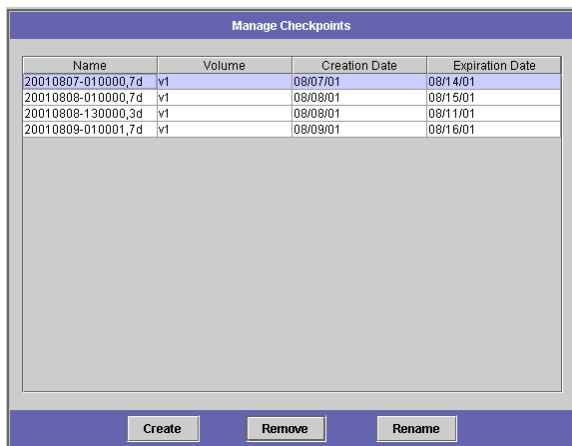 Manage Checkpoints
Name Volume Creation Date Expiration Date
20010807-010000,7d v1 08/07/01 08/14/01
20010808-010000,7d v1 08/08/01 08/15/01
20010808-130000,3d v1 08/08/01 08/11/01
20010809-010001,7d v1 08/09/01 08/16/01
Create Remove Rename